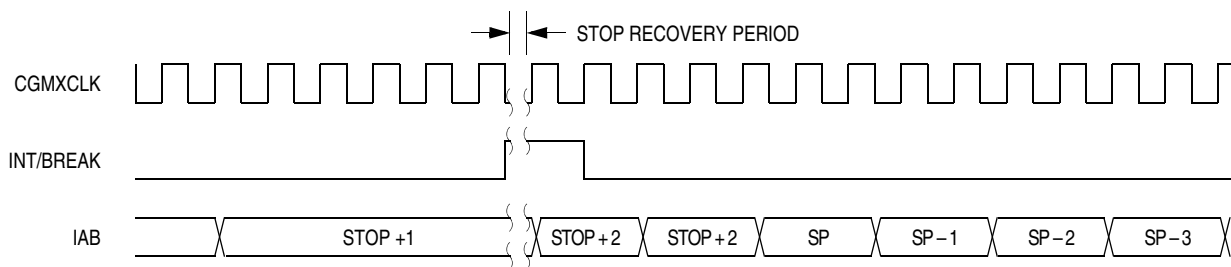 STOP RECOVERY PERIOD
CGMXCLK
INT/BREAK
IAB STOP +1 STOP + 2 STOP + 2 SP SP – 1 SP – 2 SP – 3